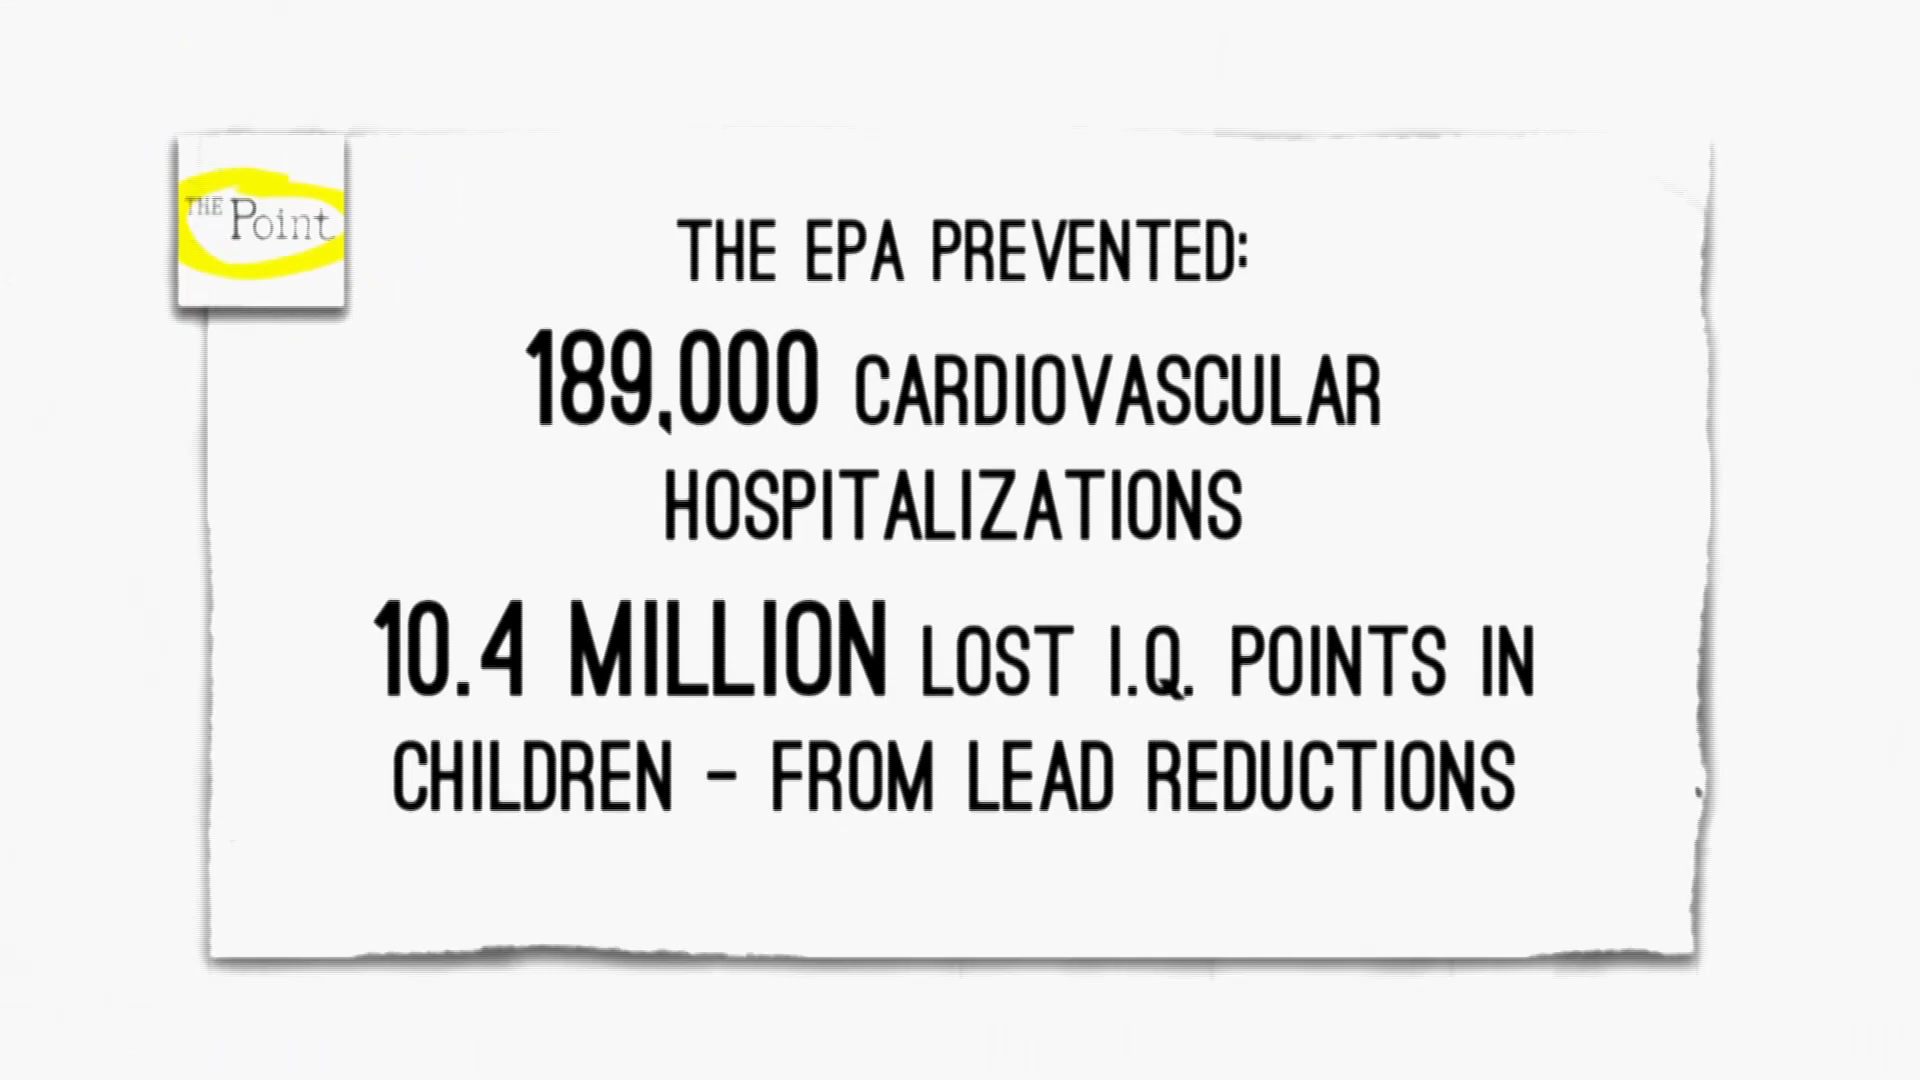 THE Point
THE EPA PREVENTED:
189,000 CARDIOVASCULAR
HOSPITALIZATIONS
10.4 MILLION LOST I.Q. POINTS IN
CHILDREN - FROM LEAD REDUCTIONS